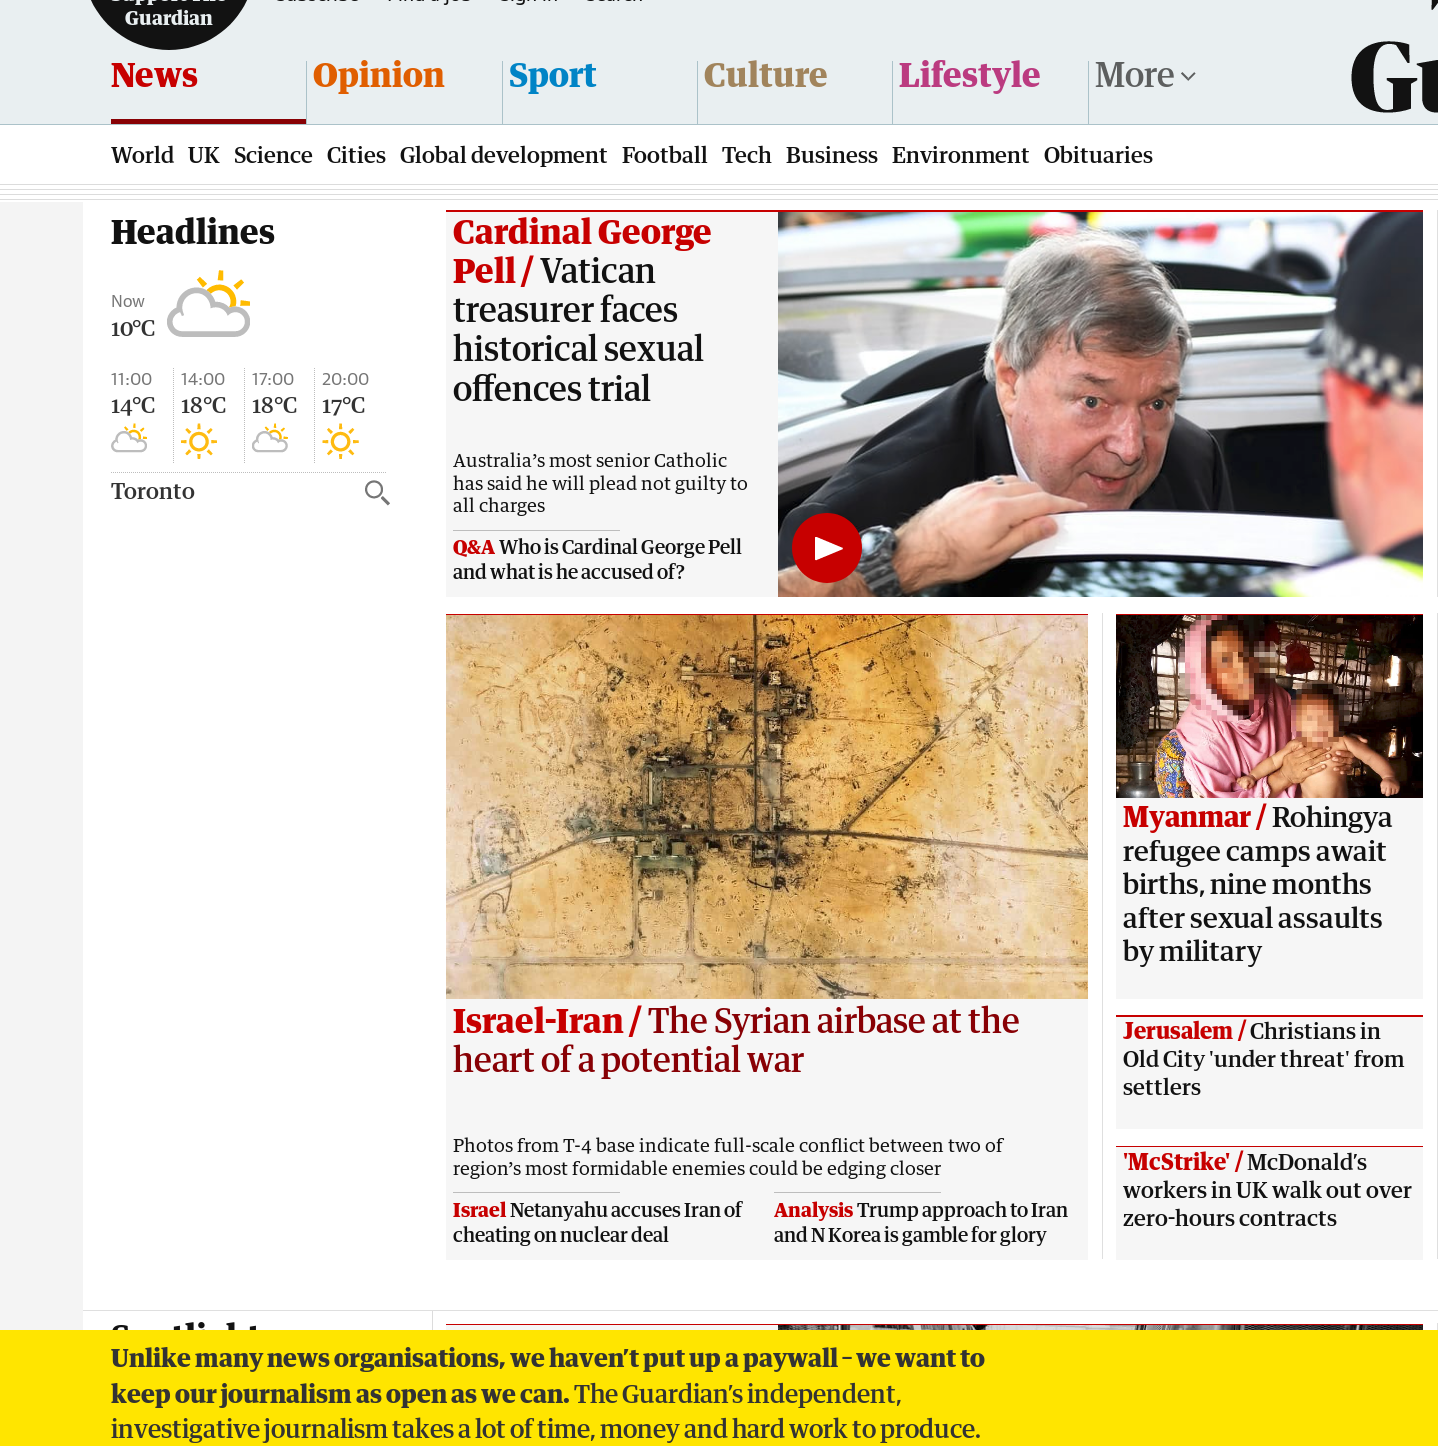 Guardian
News
Opinion
Sport
Culture
Lifestyle
More
World UK Science Cities Global development Football Tech Business Environment Obituaries
Headlines
Now
10°C
11:00 14:00 17:00 20:00
14°C 18°C 18°C 17°C
Toronto
Cardinal George
Pell / Vatican
treasurer faces
historical sexual
offences trial
Australia’s most senior Catholic
has said he will plead not guilty to
all charges
Q&A Who is Cardinal George Pell
and what is he accused of?
Israel-Iran / The Syrian airbase at the
heart of a potential war
Photos from T-4 base indicate full-scale conflict between two of
region’s most formidable enemies could be edging closer
Israel Netanyahu accuses Iran of
cheating on nuclear deal
Analysis Trump approach to Iran
and N Korea is gamble for glory
Myanmar / Rohingya
refugee camps await
births, nine months
after sexual assaults
by military
Jerusalem / Christians in
Old City 'under threat' from
settlers
'McStrike' / McDonald’s
workers in UK walk out over
zero-hours contracts
Unlike many news organisations, we haven’t put up a paywall – we want to
keep our journalism as open as we can. The Guardian’s independent,
investigative journalism takes a lot of time, money and hard work to produce.